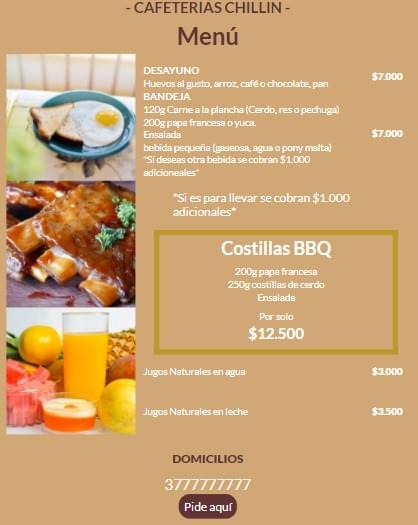 - CAFETERIAS CHILLIN -
Menú
DESAYUNO
$7.000
Huevos al gusto, arroz, café o chocolate, pan
BANDEJA
120g Carne a la plancha (Cerdo, res o pechuga)
200g papa francesa o yuca.
Ensalada
$7.000
bebida pequeña (gaseosa, agua o pony malta)
*Si deseas otra bebida se cobran $1.000
adicioneales*
*Si es para llevar se cobran $1.000
adicionales*
Costillas BBQ
200g papa francesa
250g costillas de cerdo
Ensalada
Por solo
$12.500
Jugos Naturales en agua $3.000
Jugos Naturales en leche $3.500
DOMICILIOS
3777777777
Pide aquí